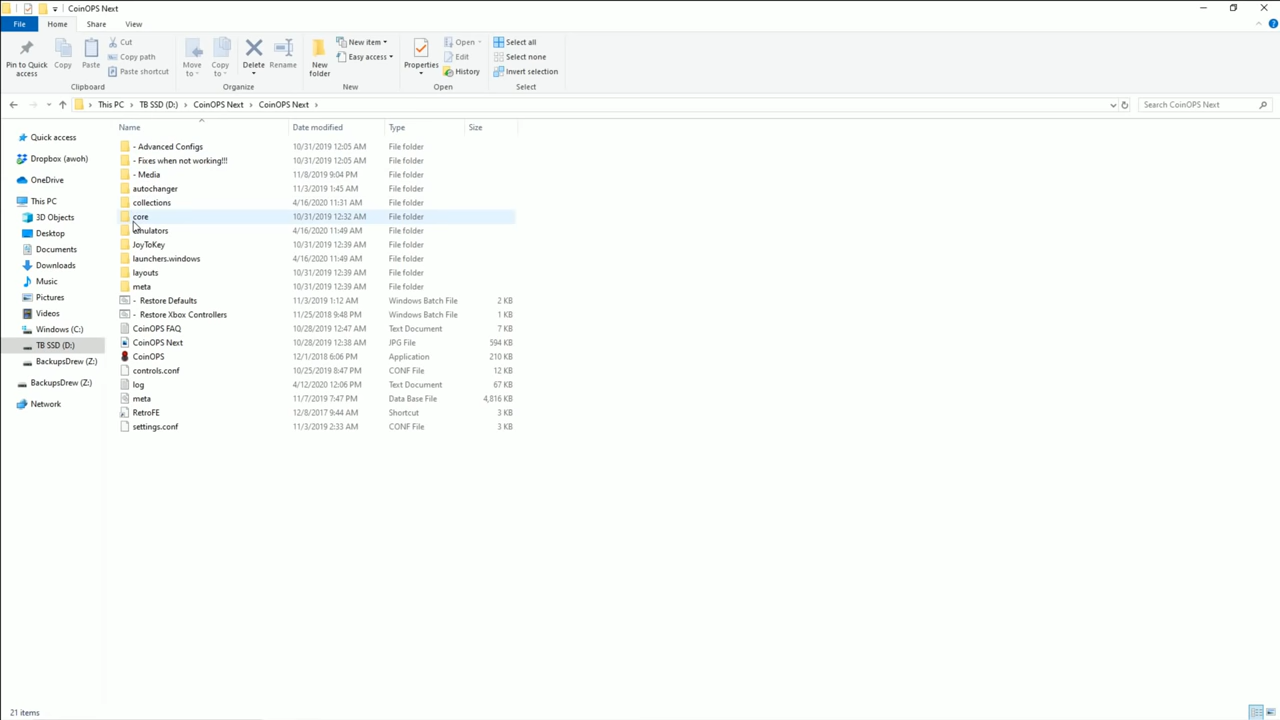 CoinOPS Next
File Home Share View
Pin to Quick access
Copy
Paste
Cut
Copy path
Paste shortcut
Move to
Copy to
Delete
Rename
New folder
New item
Easy access
Properties
Open
Edit
History
Select all
Select none
Invert selection
Clipboard Organize New Open Select
This PC > TB SSD (D:) > CoinOPS Next > CoinOPS Next >
Search CoinOPS Next
Quick access
Dropbox (awoh)
OneDrive
This PC
3D Objects
Desktop
Documents
Downloads
Music
Pictures
Videos
Windows (C:)
TB SSD (D:)
BackupsDrew (Z:)
BackupsDrew (Z:)
Network
Name Date modified Type Size
- Advanced Configs 10/31/2019 12:05 AM File folder
- Fixes when not working!!! 10/31/2019 12:05 AM File folder
- Media 11/8/2019 9:04 PM File folder
autochanger 11/3/2019 1:45 AM File folder
collections 4/16/2020 11:31 AM File folder
core 10/31/2019 12:32 AM File folder
emulators 4/16/2020 11:49 AM File folder
JoyToKey 10/31/2019 12:39 AM File folder
launchers.windows 4/16/2020 11:49 AM File folder
layouts 10/31/2019 12:39 AM File folder
meta 10/31/2019 12:39 AM File folder
- Restore Defaults 11/3/2019 1:12 AM Windows Batch File 2 KB
- Restore Xbox Controllers 11/25/2018 9:48 PM Windows Batch File 1 KB
CoinOPS FAQ 10/28/2019 12:47 AM Text Document 7 KB
CoinOPS Next 10/28/2019 12:38 AM JPG File 594 KB
CoinOPS 12/1/2018 6:06 PM Application 210 KB
controls.conf 10/25/2019 8:47 PM CONF File 12 KB
log 4/12/2020 12:06 PM Text Document 67 KB
meta 11/7/2019 7:47 PM Data Base File 4,816 KB
RetroFE 12/8/2017 9:44 AM Shortcut 3 KB
settings.conf 11/3/2019 2:33 AM CONF File 3 KB
21 items